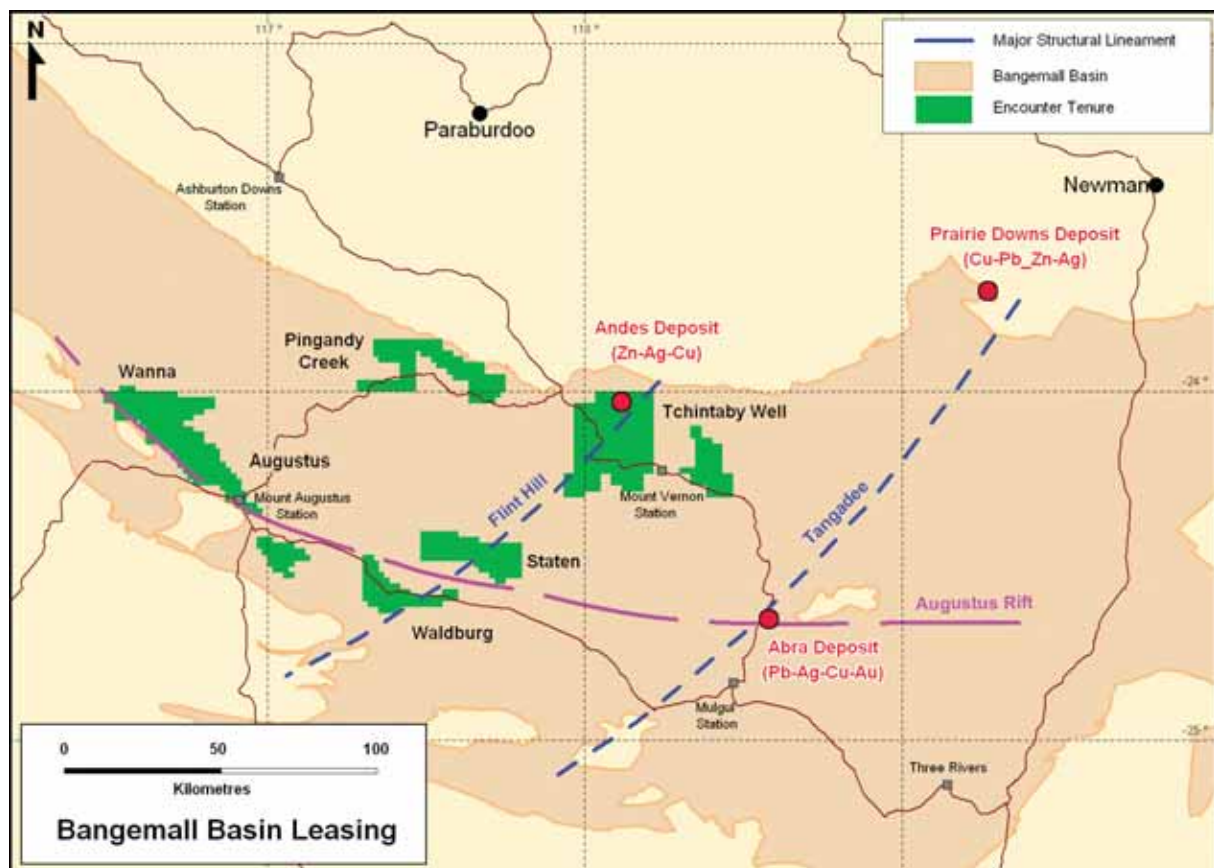 N
117 °
118 °
Major Structural Lineament
Bangemall Basin
Encounter Tenure
Paraburdoo
Ashburton Downs
Station
Newman
Prairie Downs Deposit
(Cu-Pb_Zn-Ag)
Andes Deposit
(Zn-Ag-Cu)
Pingandy
Creek
Wanna
-24 °
Tchintaby Well
Augustus
Mount Augustus
Station
Flint Hill
Mount Vernon
Station
Tangadee
Staten
Augustus Rift
Waldburg
Abra Deposit
(Pb-Ag-Cu-Au)
Mulgul
Station
-25 °
Three Rivers
0 50 100
Kilometres
Bangemall Basin Leasing